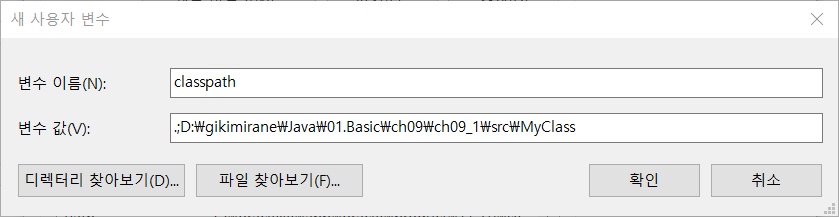 새 사용자 변수
변수 이름(N): classpath
변수 값(V): .;D:₩gikimirane₩Java₩01.Basic₩ch09₩ch09_1₩src₩MyClass
디렉터리 찾아보기(D)... 파일 찾아보기(F)... 확인 취소